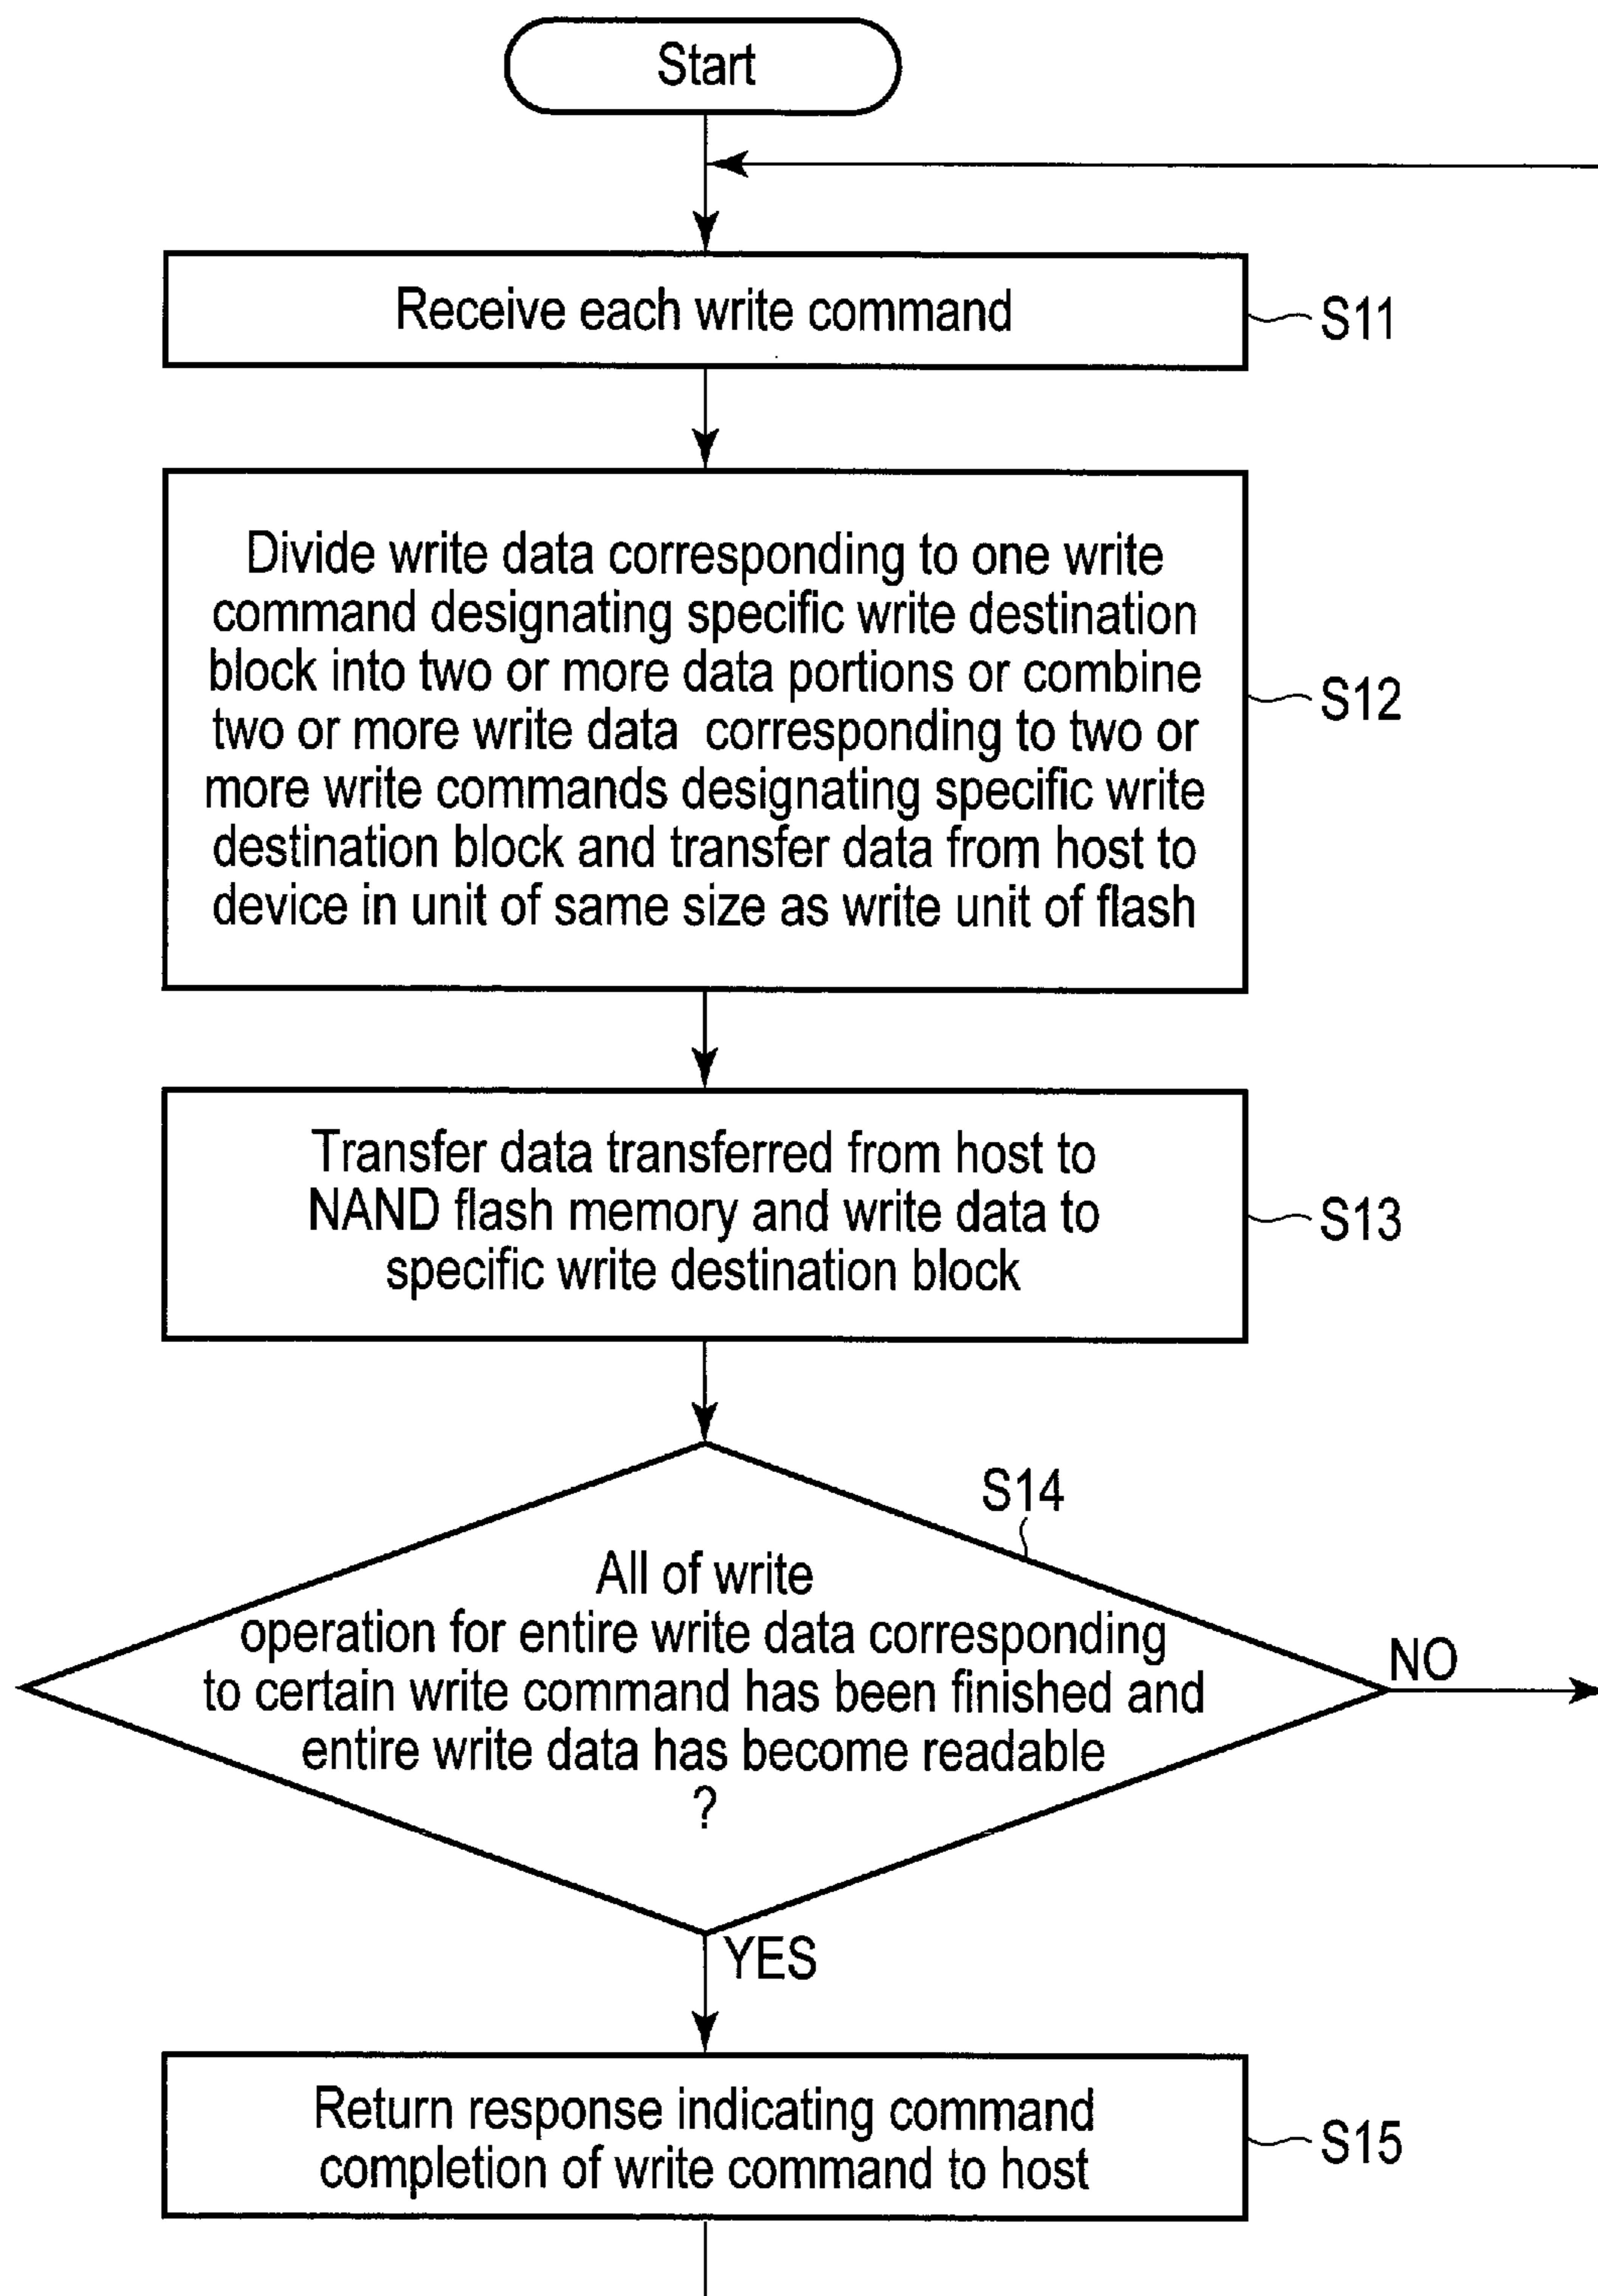 Start
Receive each write command
S11
Divide write data corresponding to one write
command designating specific write destination
block into two or more data portions or combine
two or more write data corresponding to two or
more write commands designating specific write
destination block and transfer data from host to
device in unit of same size as write unit of flash
S12
Transfer data transferred from host to
NAND flash memory and write data to
specific write destination block
S13
S14
All of write
operation for entire write data corresponding
to certain write command has been finished and
entire write data has become readable
?
NO
YES
Return response indicating command
completion of write command to host
S15